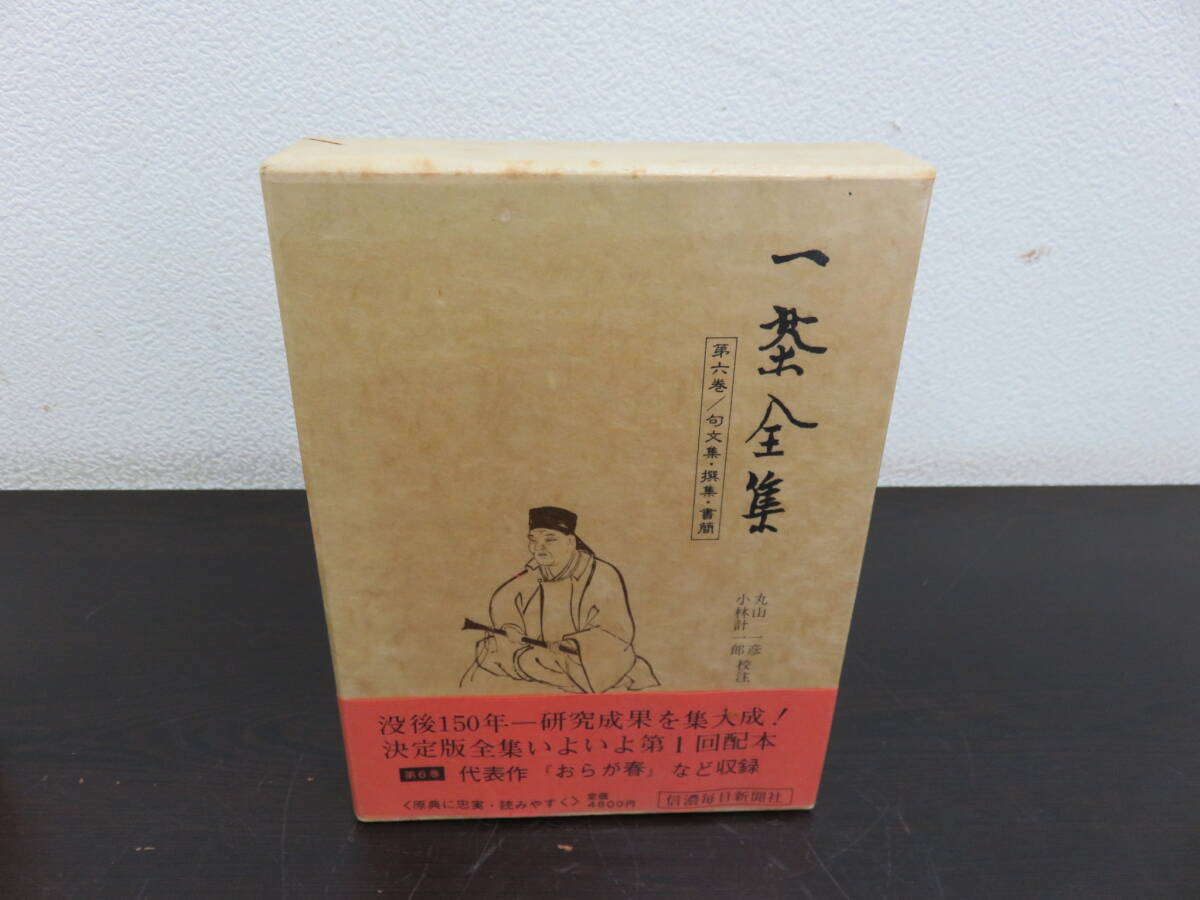 一茶全集
第六巻/句文集・撰集・書簡
丸山一彦
小林計一郎 校注
没後150年―研究成果を集大成!
決定版全集いよいよ第1回配本
第6巻 代表作『おらが春』など収録
〈原典に忠実・読みやすく〉 定価4800円 信濃毎日新聞社